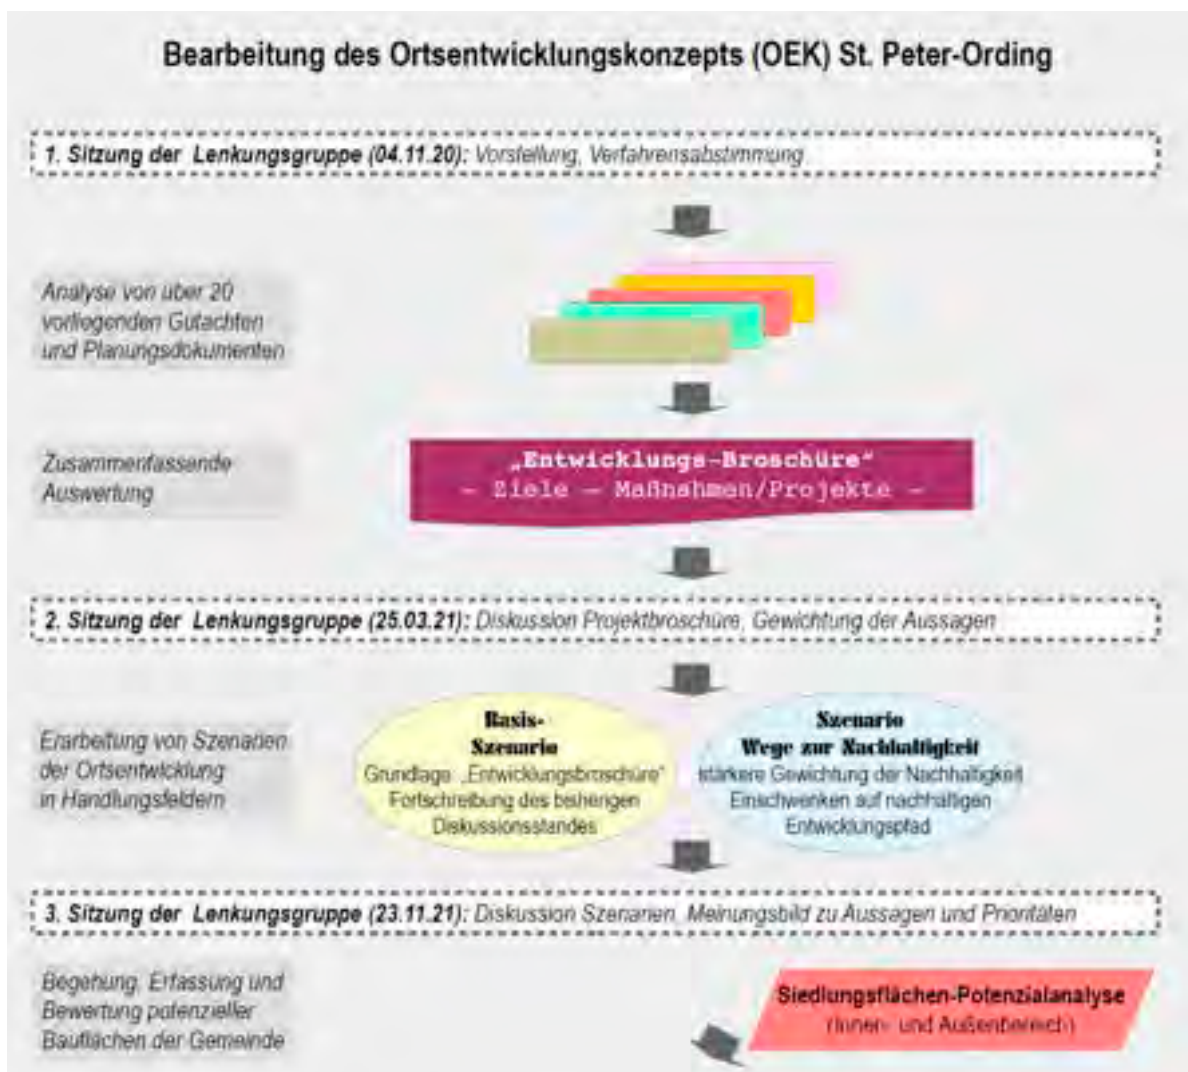 Bearbeitung des Ortsentwicklungskonzepts (OEK) St. Peter-Ording
1. Sitzung der Lenkungsgruppe (04.11.20): Vorstellung, Verfahrensabstimmung
Analyse von über 20
vorliegenden Gutachten
und Planungsdokumenten
Zusammenfassende
Auswertung
„Entwicklungs-Broschüre“
– Ziele – Maßnahmen/Projekte –
2. Sitzung der Lenkungsgruppe (25.03.21): Diskussion Projektbroschüre, Gewichtung der Aussagen
Erarbeitung von Szenarien
der Ortsentwicklung
in Handlungsfeldern
Basis-
Szenario
Grundlage „Entwicklungsbroschüre“
Fortschreibung des bisherigen
Diskussionsstandes
Szenario
Wege zur Nachhaltigkeit
stärkere Gewichtung der Nachhaltigkeit
Einschwenken auf nachhaltigen
Entwicklungspfad
3. Sitzung der Lenkungsgruppe (23.11.21): Diskussion Szenarien, Meinungsbild zu Aussagen und Prioritäten
Begehung, Erfassung und
Bewertung potenzieller
Bauflächen der Gemeinde
Siedlungsflächen-Potenzialanalyse
(Innen- und Außenbereich-)